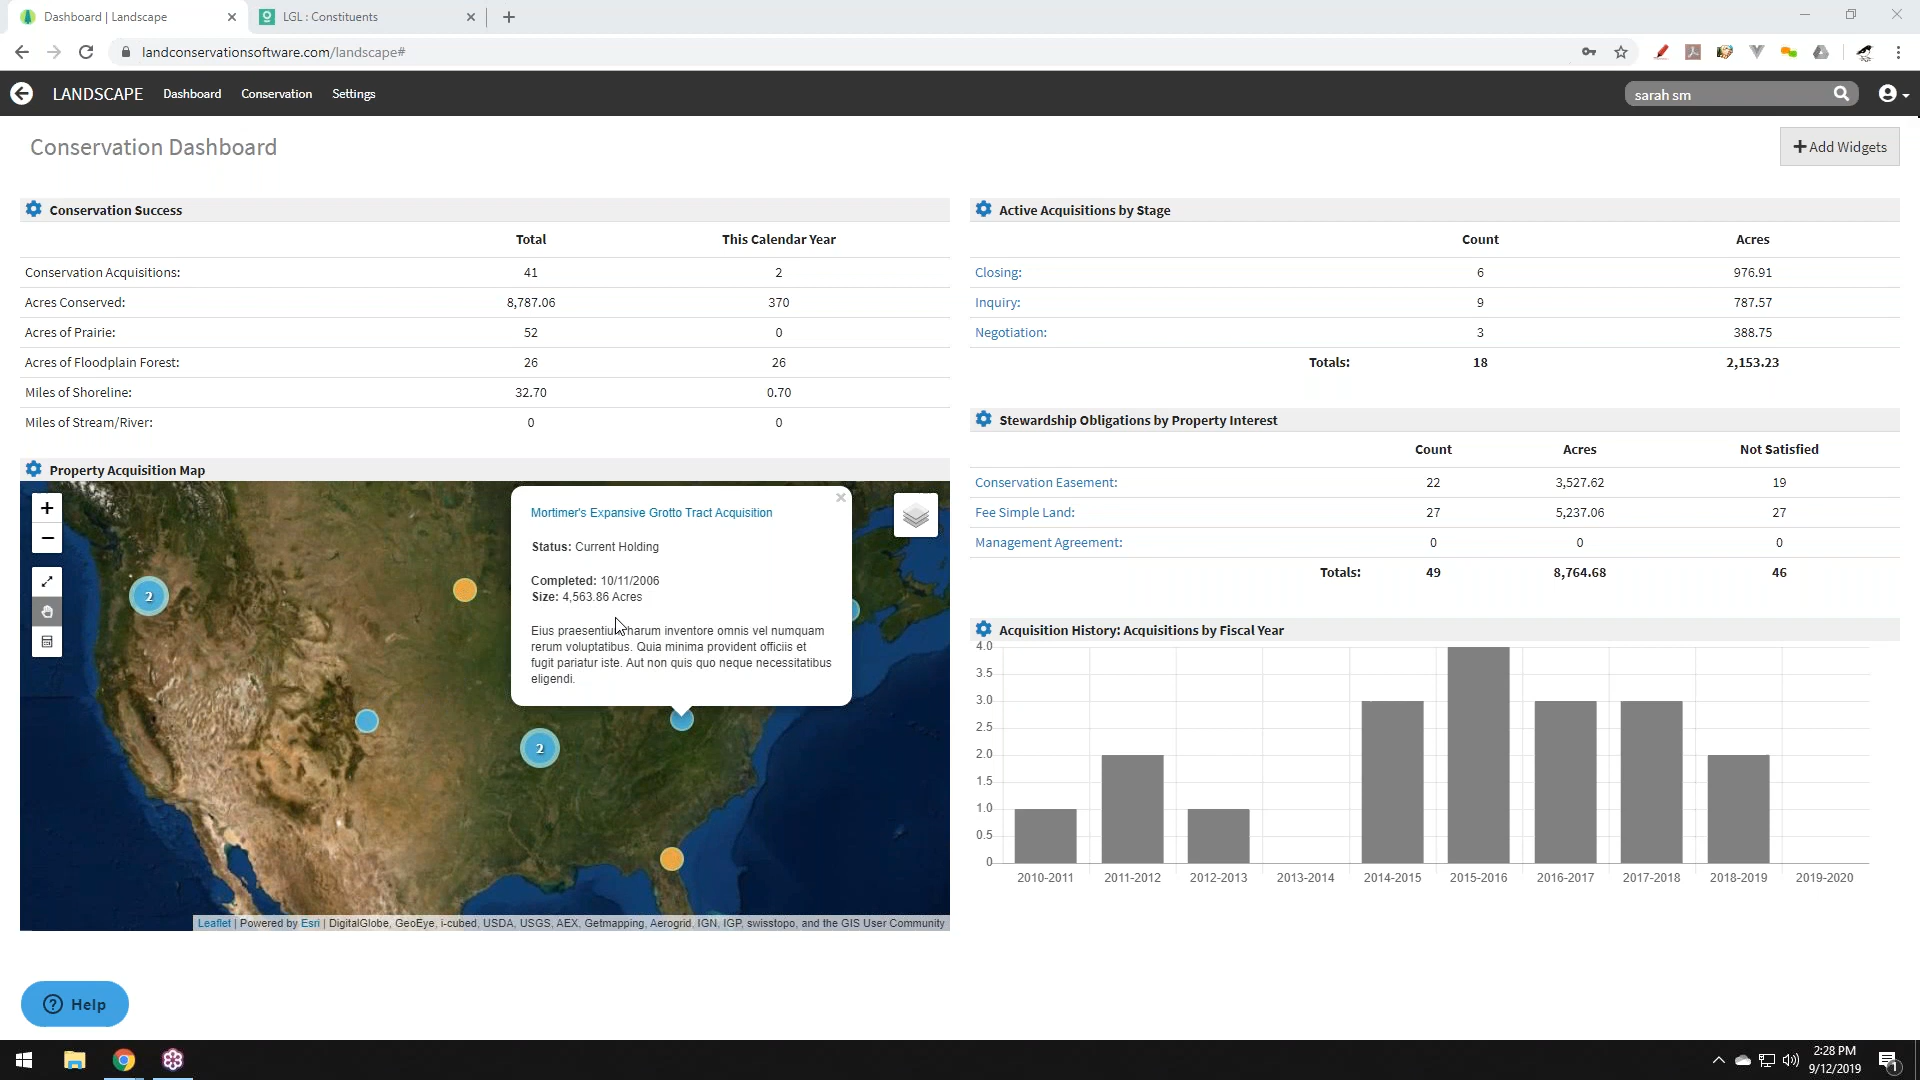 Dashboard | Landscape
LGL : Constituents
landconservationsoftware.com/landscape#
LANDSCAPE Dashboard Conservation Settings
sarah sm
Conservation Dashboard
Add Widgets
Conservation Success
Total This Calendar Year
Conservation Acquisitions: 41 2
Acres Conserved: 8,787.06 370
Acres of Prairie: 52 0
Acres of Floodplain Forest: 26 26
Miles of Shoreline: 32.70 0.70
Miles of Stream/River: 0 0
Property Acquisition Map
+
−
2
2
Mortimer's Expansive Grotto Tract Acquisition
×
Status: Current Holding
Completed: 10/11/2006
Size: 4,563.86 Acres
Eius praesentiu harum inventore omnis vel numquam
rerum voluptatibus. Quia minima provident officiis et
fugit pariatur iste. Aut non quis quo neque necessitatibus
eligendi.
Leaflet | Powered by Esri | DigitalGlobe, GeoEye, i-cubed, USDA, USGS, AEX, Getmapping, Aerogrid, IGN, IGP, swisstopo, and the GIS User Community
Active Acquisitions by Stage
Count Acres
Closing: 6 976.91
Inquiry: 9 787.57
Negotiation: 3 388.75
Totals: 18 2,153.23
Stewardship Obligations by Property Interest
Count Acres Not Satisfied
Conservation Easement: 22 3,527.62 19
Fee Simple Land: 27 5,237.06 27
Management Agreement: 0 0 0
Totals: 49 8,764.68 46
Acquisition History: Acquisitions by Fiscal Year
4.0
3.5
3.0
2.5
2.0
1.5
1.0
0.5
0
2010-2011 2011-2012 2012-2013 2013-2014 2014-2015 2015-2016 2016-2017 2017-2018 2018-2019 2019-2020
? Help
2:28 PM
9/12/2019
1